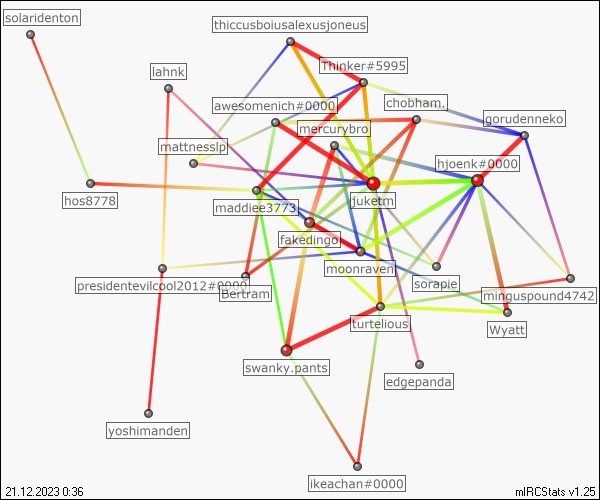 solaridenton
thiccusboiusalexusjoneus
lahnk
Thinker#5995
awesomenich#0000
chobham.
mercurybro
gorudenneko
mattnesslp
hjoenk#0000
hos8778
maddiee3773
juketm
fakedingo
moonraven
presidentevilcool2012#0000
Bertram
sorapie
minguspound4742
turtelious
Wyatt
swanky.pants
edgepanda
yoshimanden
ikeachan#0000
21.12.2023 0:36
mIRCStats v1.25